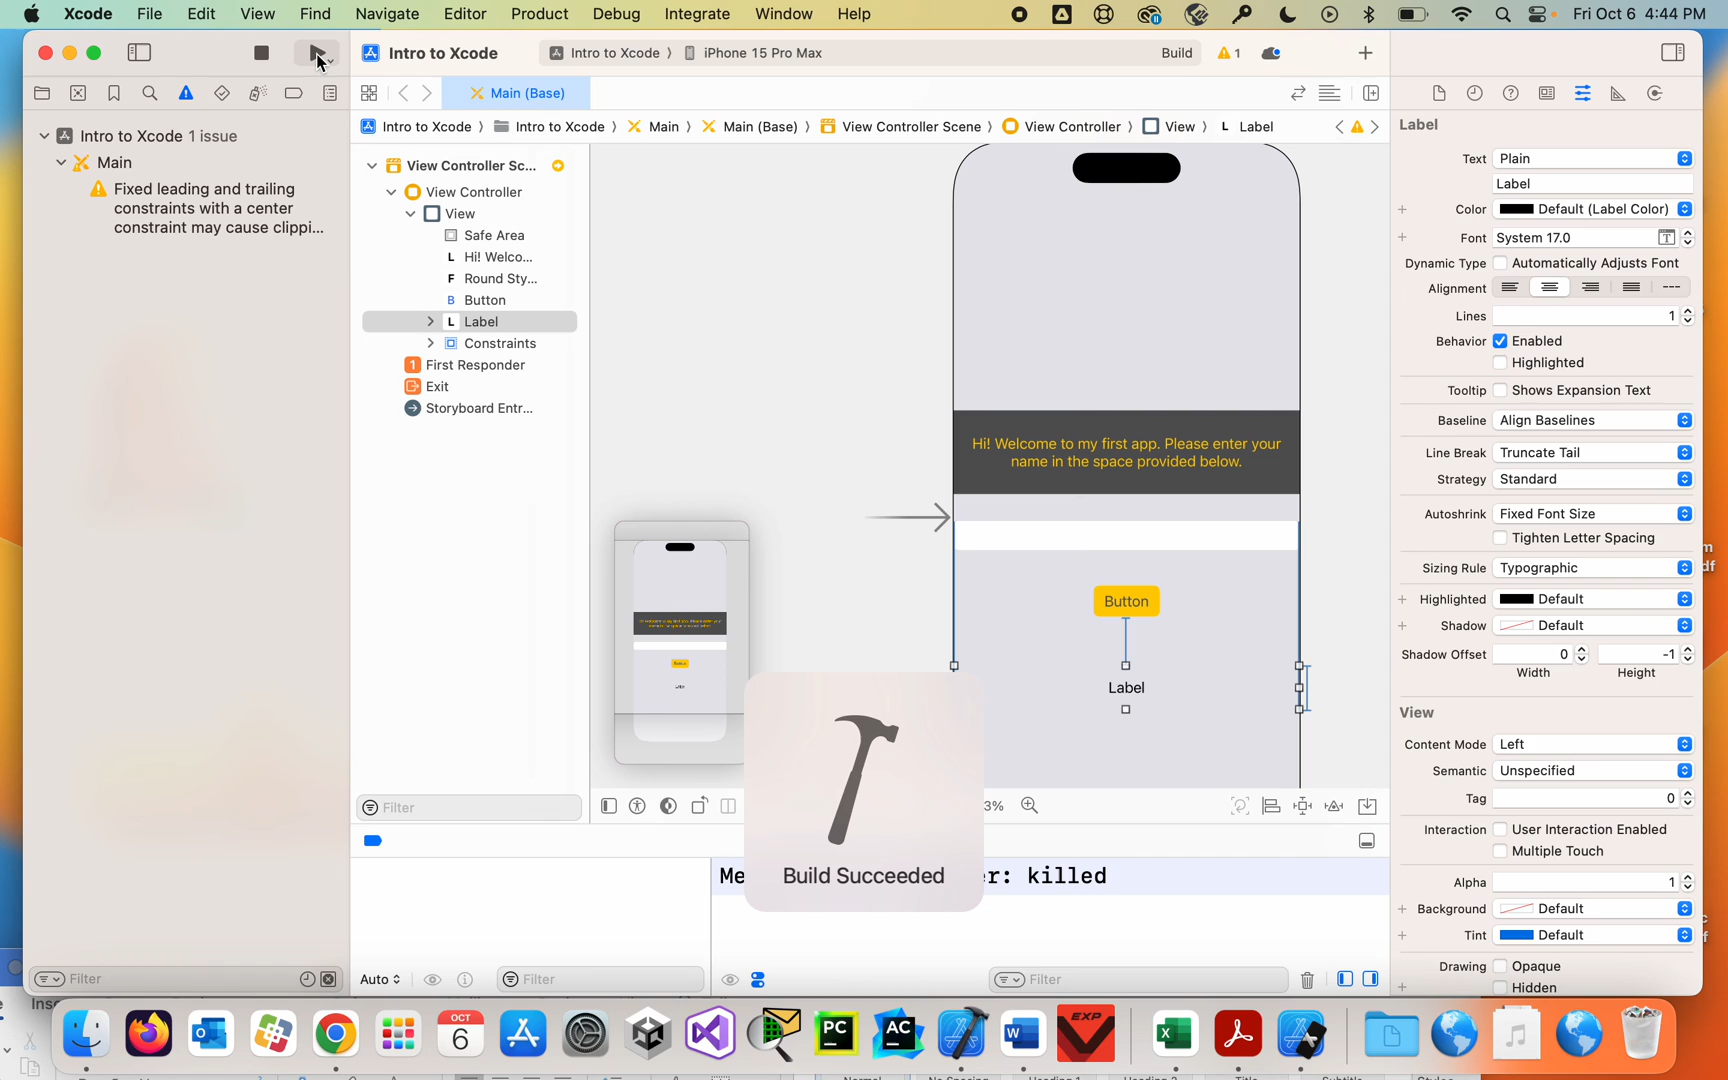 Xcode File Edit View Find Navigate Editor Product Debug Integrate Window Help Fri Oct 6 4:44 PM
Intro to Xcode Intro to Xcode iPhone 15 Pro Max Build 1
Main (Base)
Intro to Xcode Intro to Xcode Main Main (Base) View Controller Scene View Controller View L Label
Intro to Xcode 1 issue
Main
Fixed leading and trailing
constraints with a center
constraint may cause clippi...
View Controller Sc...
View Controller
View
Safe Area
L Hi! Welco...
F Round Sty...
B Button
L Label
Constraints
1 First Responder
Exit
Storyboard Entr...
Filter
Hi! Welcome to my first app. Please enter your
name in the space provided below.
Button
Label
3%
Build Succeeded
Me
r: killed
Auto Filter
Filter
Filter
Label
Text Plain
Label
Color Default (Label Color)
Font System 17.0
Dynamic Type Automatically Adjusts Font
Alignment
Lines 1
Behavior Enabled
Highlighted
Tooltip Shows Expansion Text
Baseline Align Baselines
Line Break Truncate Tail
Strategy Standard
Autoshrink Fixed Font Size
Tighten Letter Spacing
Sizing Rule Typographic
Highlighted Default
Shadow Default
Shadow Offset 0 -1
Width Height
View
Content Mode Left
Semantic Unspecified
Tag 0
Interaction User Interaction Enabled
Multiple Touch
Alpha 1
Background Default
Tint Default
Drawing Opaque
Hidden
OCT
6
PC
AC
EXP